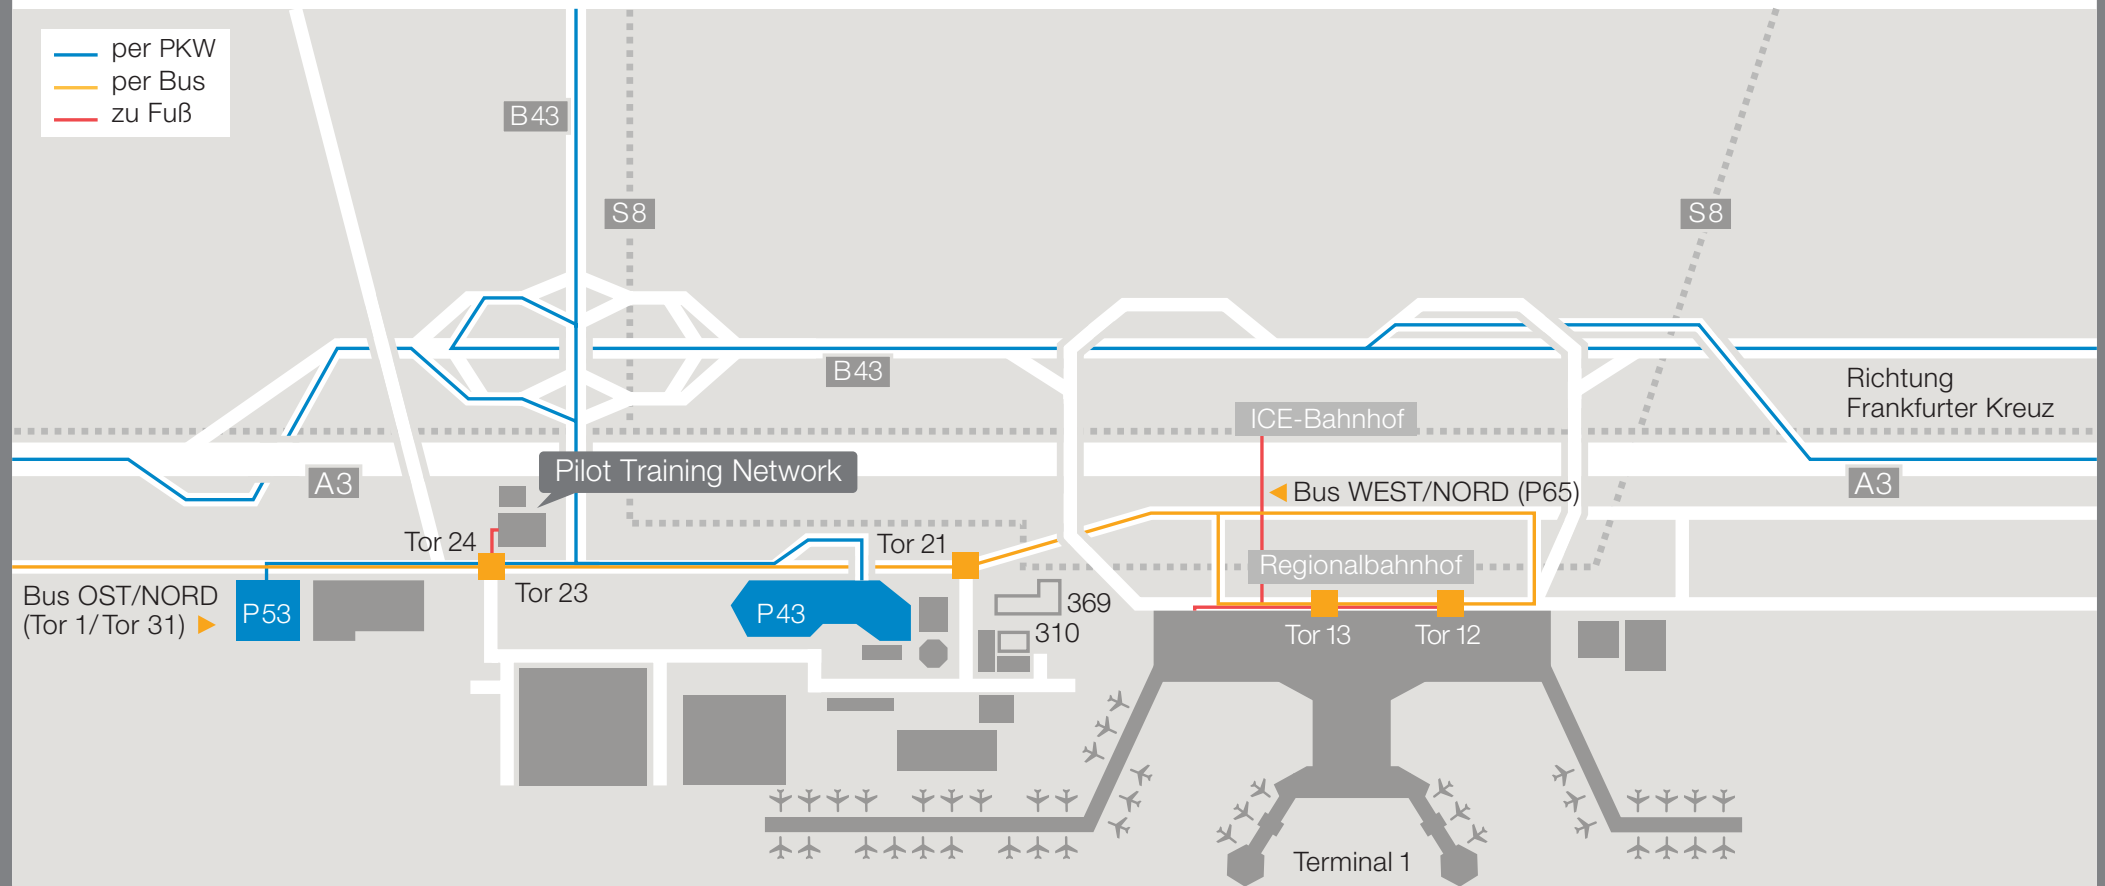 per PKW
per Bus
zu Fuß
B43
S8
S8
B43
Richtung
Frankfurter Kreuz
ICE-Bahnhof
Pilot Training Network
A3
A3
Bus WEST/NORD (P65)
Tor 24
Tor 21
Regionalbahnhof
Tor 23
Bus OST/NORD
(Tor 1/Tor 31)
P53
P43
369
310
Tor 13
Tor 12
Terminal 1